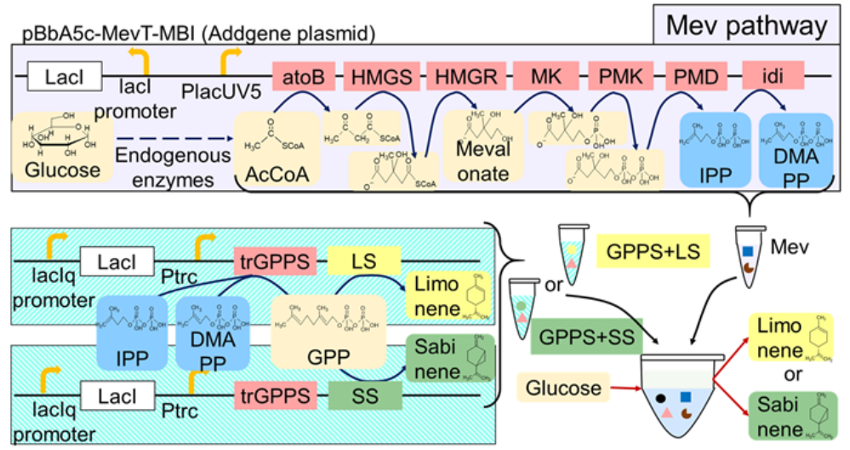 pBbA5c-MevT-MBI (Addgene plasmid)
Mev pathway
LacI
lacI
promoter
PlacUV5
atoB
HMGS
HMGR
MK
PMK
PMD
idi
Glucose
Endogenous
enzymes
AcCoA
Meval
onate
IPP
DMA
PP
lacIq
promoter
LacI
Ptrc
trGPPS
LS
Limo
nene
IPP
DMA
PP
GPP
Sabi
nene
lacIq
promoter
LacI
Ptrc
trGPPS
SS
GPPS+LS
or
GPPS+SS
Mev
Glucose
Limo
nene
or
Sabi
nene